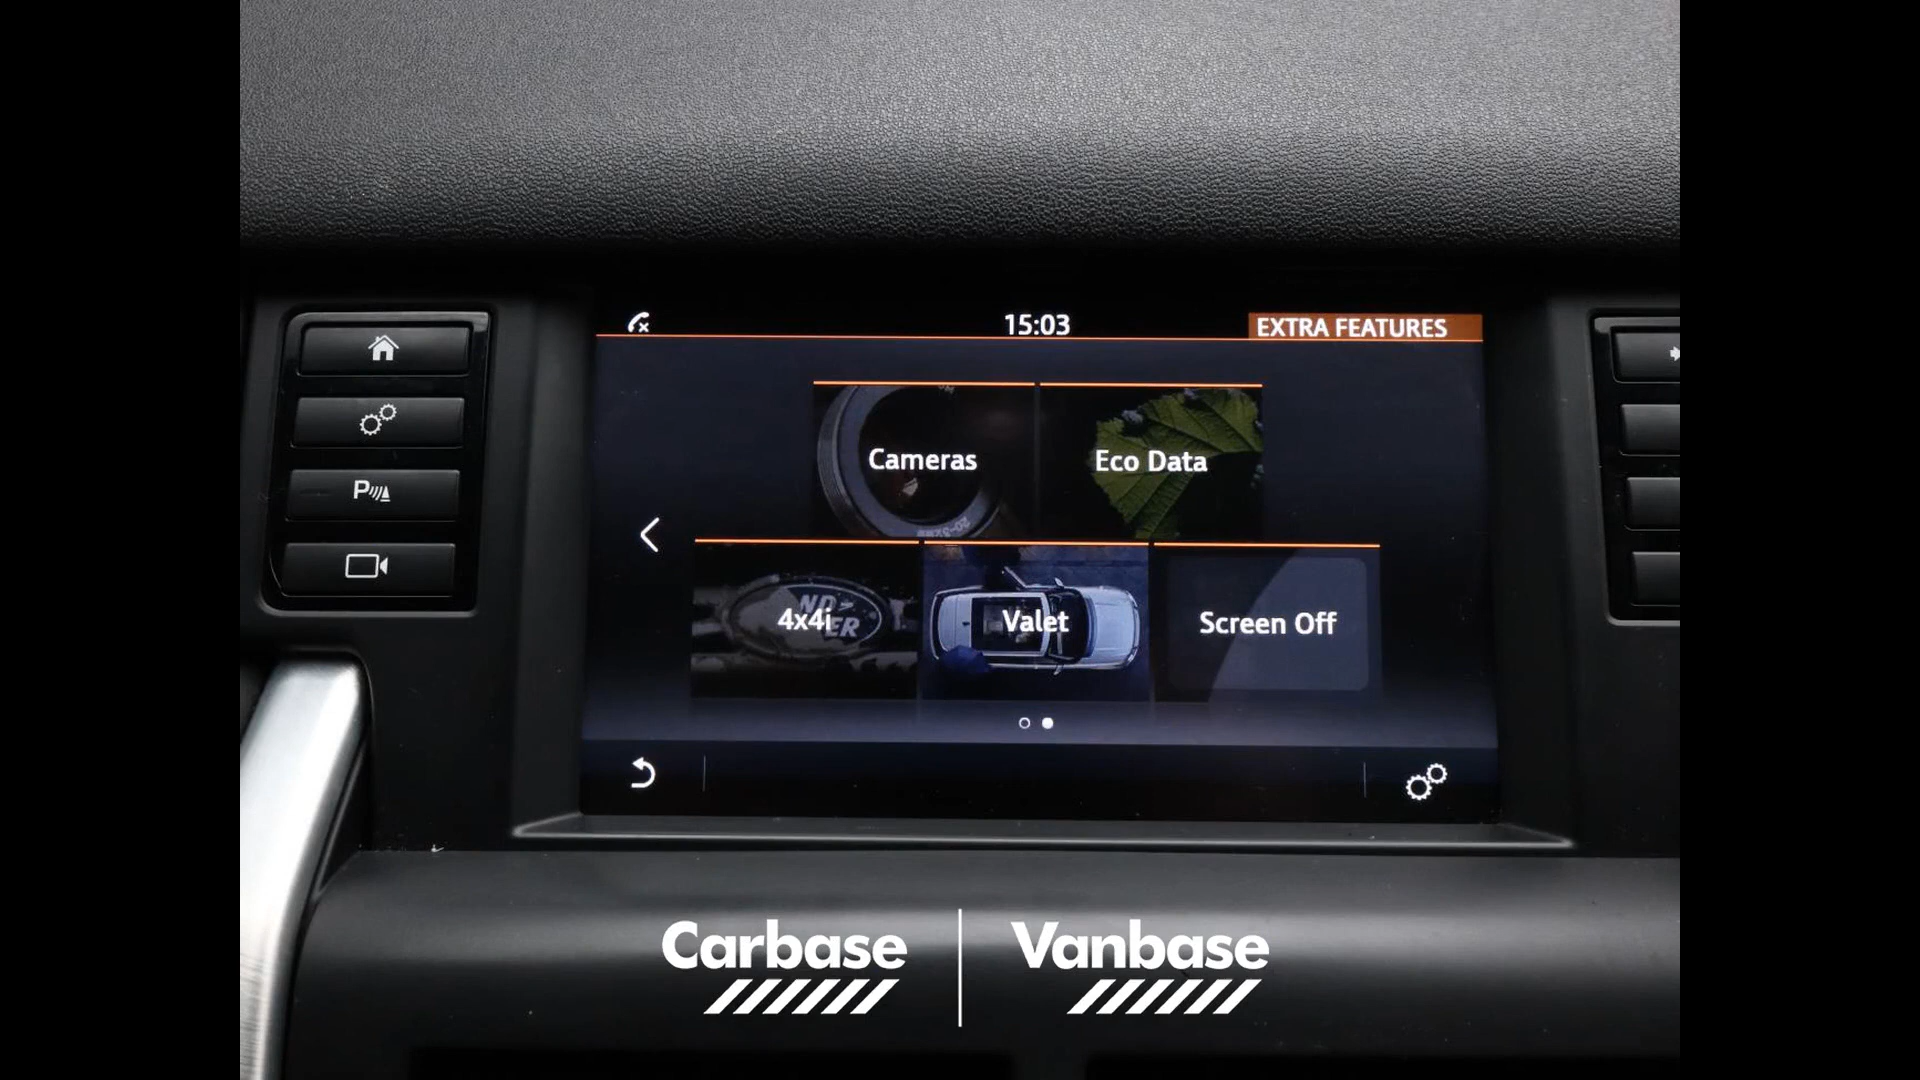 15:03
EXTRA FEATURES
Cameras
Eco Data
4x4i
Valet
Screen Off
P
Carbase
Vanbase